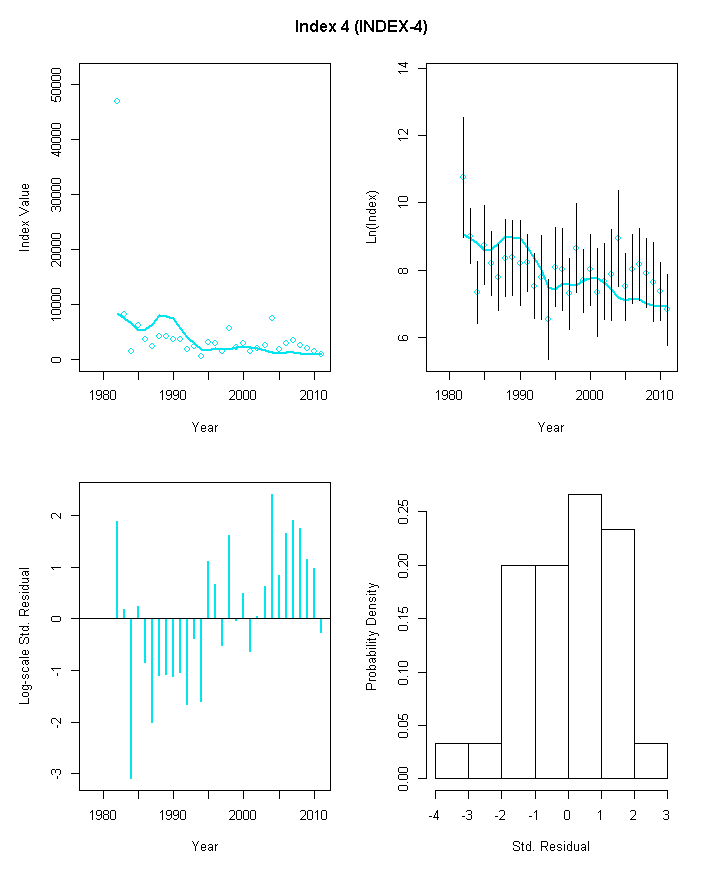 Index 4 (INDEX-4)
Index Value
50000
40000
30000
20000
10000
0
1980 1990 2000 2010
Year
Ln(Index)
14
12
10
8
6
1980 1990 2000 2010
Year
Log-scale Std. Residual
2
1
0
-1
-2
-3
1980 1990 2000 2010
Year
Probability Density
0.25
0.20
0.15
0.10
0.05
0.00
-4 -3 -2 -1 0 1 2 3
Std. Residual